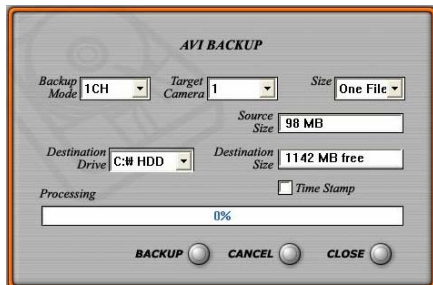 AVI BACKUP
Backup Mode 1CH Target Camera 1 Size One File
Source Size 98 MB
Destination Drive C:₩ HDD Destination Size 1142 MB free
Processing Time Stamp
0%
BACKUP CANCEL CLOSE